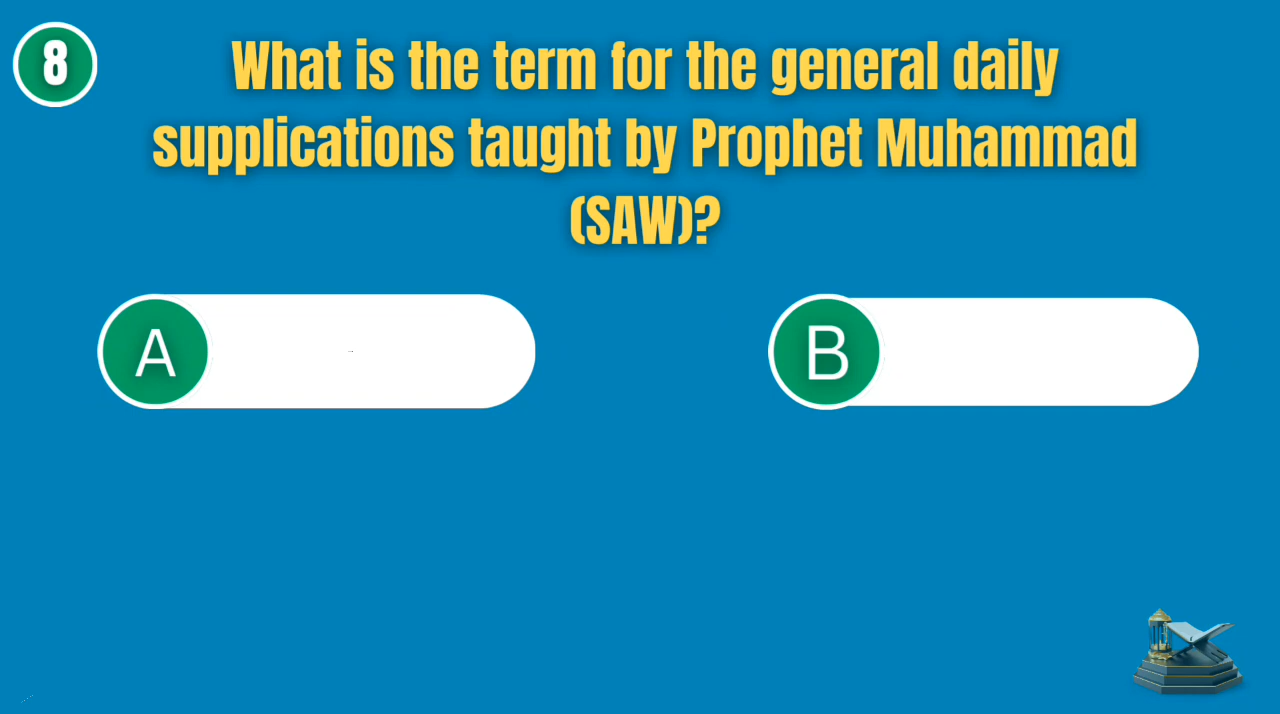 8
What is the term for the general daily
supplications taught by Prophet Muhammad
(SAW)?
A
B